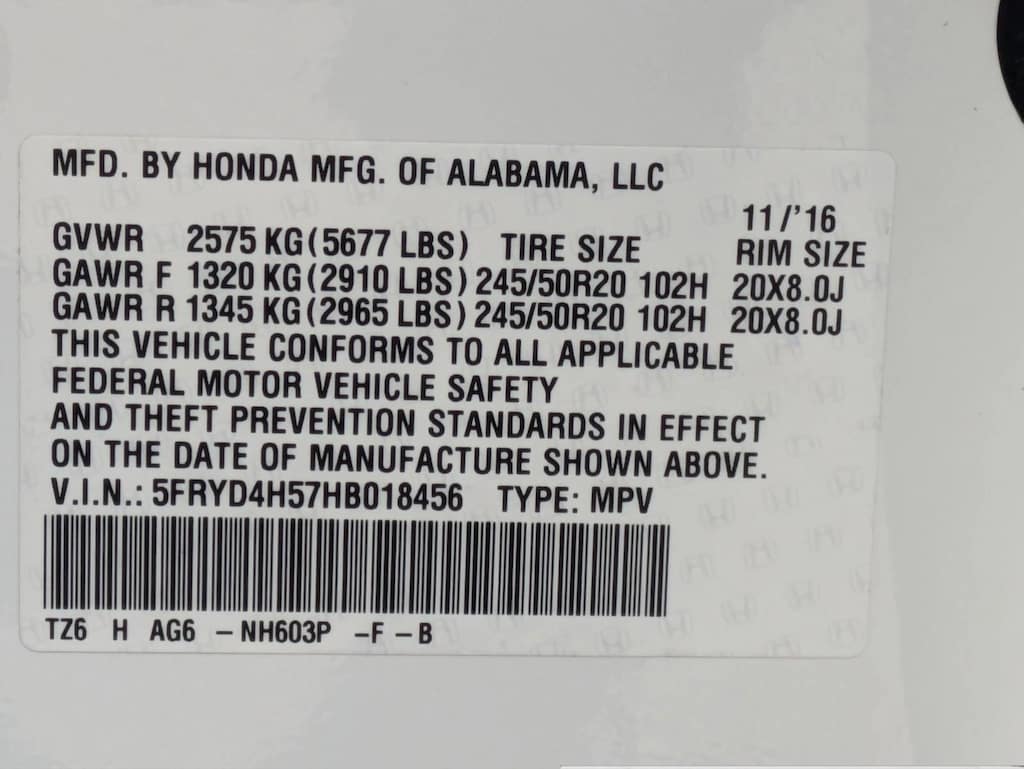 MFD. BY HONDA MFG. OF ALABAMA, LLC
11/'16
GVWR 2575 KG (5677 LBS) TIRE SIZE RIM SIZE
GAWR F 1320 KG (2910 LBS) 245/50R20 102H 20X8.0J
GAWR R 1345 KG (2965 LBS) 245/50R20 102H 20X8.0J
THIS VEHICLE CONFORMS TO ALL APPLICABLE
FEDERAL MOTOR VEHICLE SAFETY
AND THEFT PREVENTION STANDARDS IN EFFECT
ON THE DATE OF MANUFACTURE SHOWN ABOVE.
V.I.N.: 5FRYD4H57HB018456 TYPE: MPV
TZ6 H AG6 – NH603P –F – B